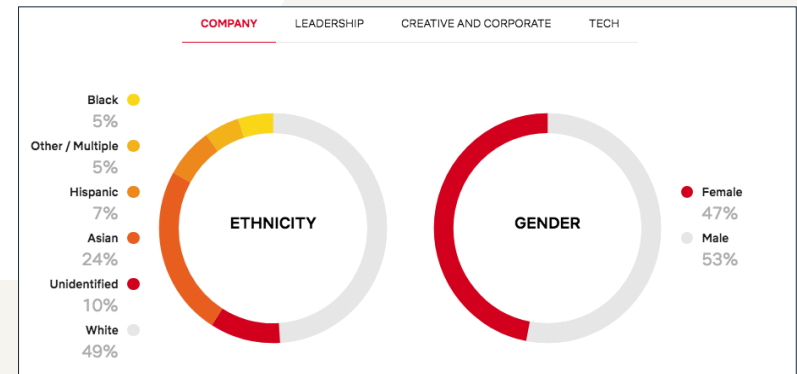 COMPANY LEADERSHIP CREATIVE AND CORPORATE TECH
Black
5%
Other / Multiple
5%
Hispanic
7%
Asian
24%
Unidentified
10%
White
49%
ETHNICITY
GENDER
Female
47%
Male
53%